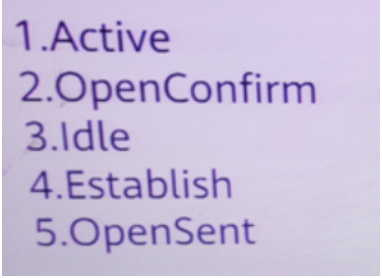 1.Active
2.OpenConfirm
3.Idle
4.Establish
5.OpenSent